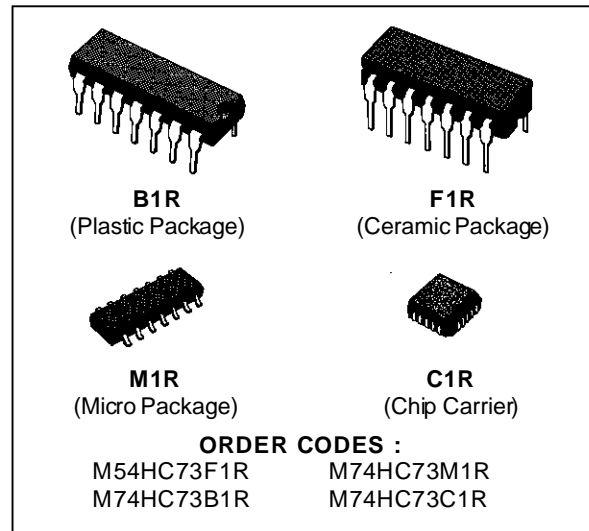 B1R
(Plastic Package)
F1R
(Ceramic Package)
M1R
(Micro Package)
C1R
(Chip Carrier)
ORDER CODES :
M54HC73F1R M74HC73M1R
M74HC73B1R M74HC73C1R